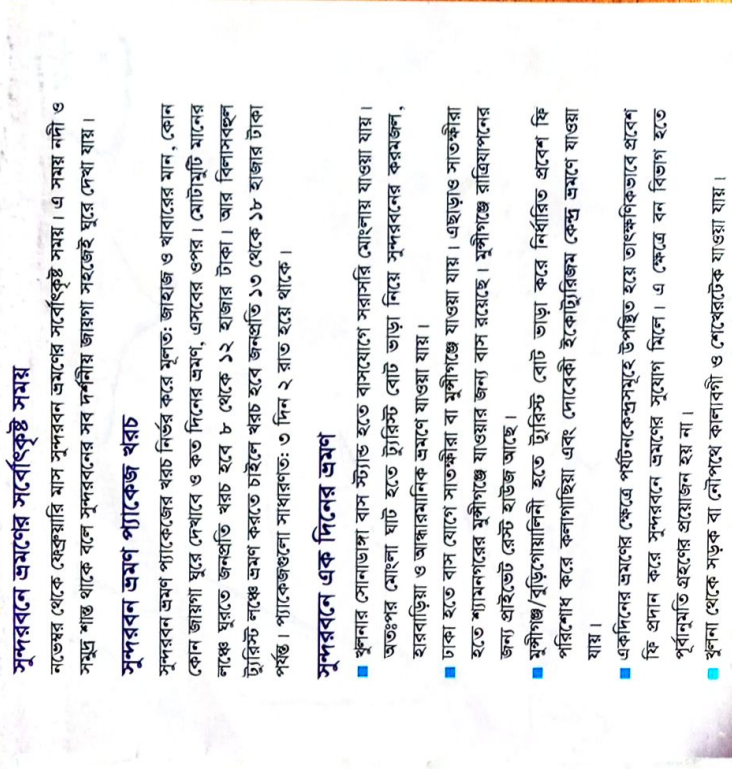 সুন্দরবনে ভ্রমণের সর্বোৎকৃষ্ট সময়
নভেম্বর থেকে ফেব্রুয়ারি মাস সুন্দরবন ভ্রমণের সর্বোৎকৃষ্ট সময়। এ সময় নদী ও
সমুদ্র শান্ত থাকে বলে সুন্দরবনের সব দর্শনীয় জায়গা সহজেই ঘুরে দেখা যায়।
সুন্দরবন ভ্রমণ প্যাকেজ খরচ
সুন্দরবন ভ্রমণ প্যাকেজের খরচ নির্ভর করে মূলত: জাহাজ ও খাবারের মান, কোন
কোন জায়গা ঘুরে দেখাবে ও কত দিনের ভ্রমণ, এসবের ওপর। মোটামুটি মানের
লঞ্চে ঘুরতে জনপ্রতি খরচ হবে ৮ থেকে ১২ হাজার টাকা। আর বিলাসবহুল
ট্যুরিস্ট লঞ্চে ভ্রমণ করতে চাইলে খরচ হবে জনপ্রতি ১৩ থেকে ১৮ হাজার টাকা
পর্যন্ত। প্যাকেজগুলো সাধারণত: ৩ দিন ২ রাত হয়ে থাকে।
সুন্দরবনে এক দিনের ভ্রমণ
খুলনার সোনাডাঙ্গা বাস স্ট্যান্ড হতে বাসযোগে সরাসরি মোংলায় যাওয়া যায়।
অতঃপর মোংলা ঘাট হতে ট্যুরিস্ট বোট ভাড়া নিয়ে সুন্দরবনের করমজল,
হারবাড়িয়া ও আন্ধারমানিক ভ্রমণে যাওয়া যায়।
ঢাকা হতে বাস যোগে সাতক্ষীরা বা মুন্সীগঞ্জে যাওয়া যায়। এছাড়াও সাতক্ষীরা
হতে শ্যামনগরের মুন্সীগঞ্জে যাওয়ার জন্য বাস রয়েছে। মুন্সীগঞ্জে রাত্রিযাপনের
জন্য প্রাইভেট রেস্ট হাউজ আছে।
মুন্সীগঞ্জ/বুড়িগোয়ালিনী হতে ট্যুরিস্ট বোট ভাড়া করে নির্ধারিত প্রবেশ ফি
পরিশোধ করে কলাগাছিয়া এবং দোবেকী ইকোট্যুরিজম কেন্দ্র ভ্রমণে যাওয়া
যায়।
একদিনের ভ্রমণের ক্ষেত্রে পর্যটনকেন্দ্রসমূহে উপস্থিত হয়ে তাৎক্ষণিকভাবে প্রবেশ
ফি প্রদান করে সুন্দরবনে ভ্রমণের সুযোগ মিলে। এ ক্ষেত্রে বন বিভাগ হতে
পূর্বানুমতি গ্রহণের প্রয়োজন হয় না।
খুলনা থেকে সড়ক বা নৌপথে কালাবগী ও শেখেরটেক যাওয়া যায়।